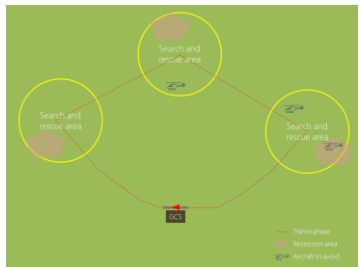 Search and
rescue area
Search and
rescue area
Search and
rescue area
GCS
Transit phase
Restriction area
Aircraft to avoid